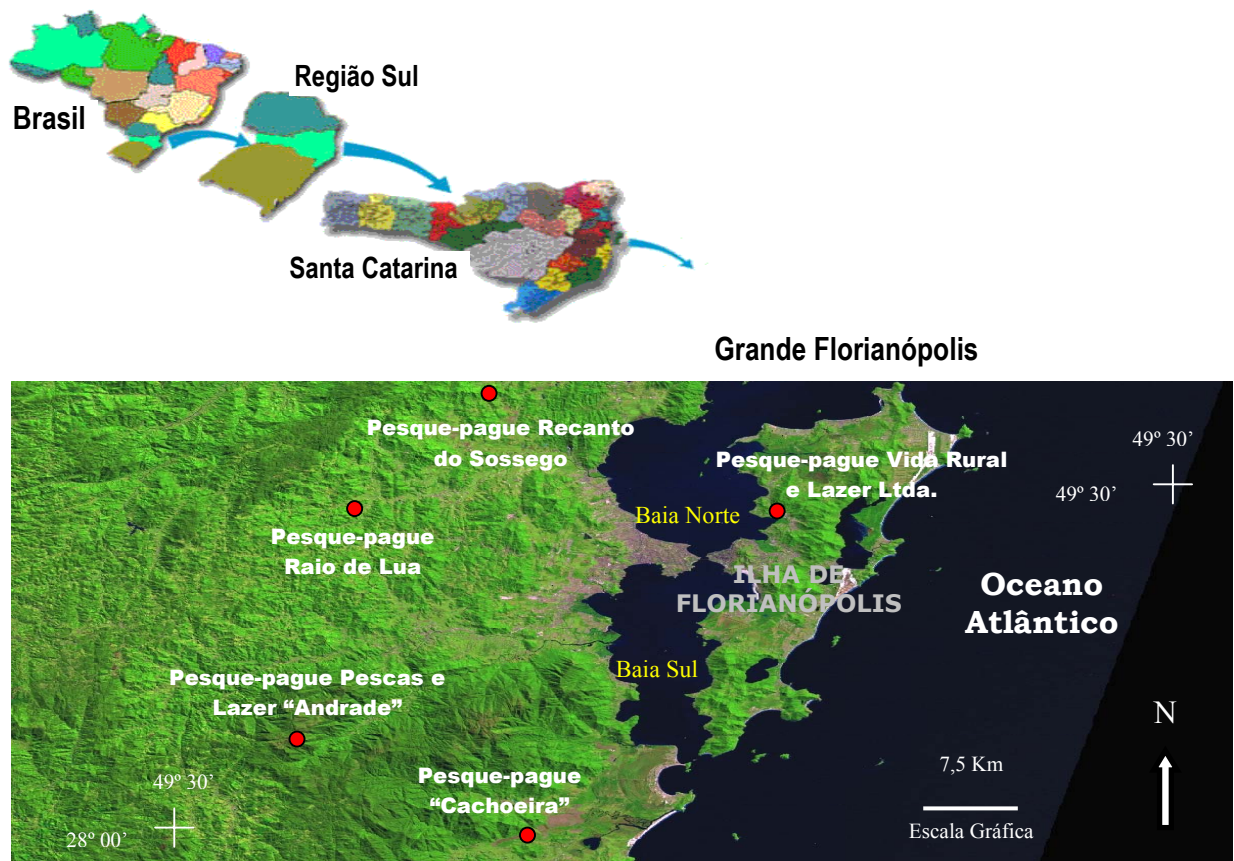 Região Sul
Brasil
Santa Catarina
Grande Florianópolis
Pesque-pague Recanto
do Sossego
Pesque-pague Vida Rural
e Lazer Ltda.
49º 30’
49º 30’
Baia Norte
Pesque-pague
Raio de Lua
ILHA DE
FLORIANÓPOLIS
Oceano
Atlântico
Baia Sul
Pesque-pague Pescas e
Lazer “Andrade”
N
7,5 Km
Escala Gráfica
Pesque-pague
“Cachoeira”
49º 30’
28º 00’